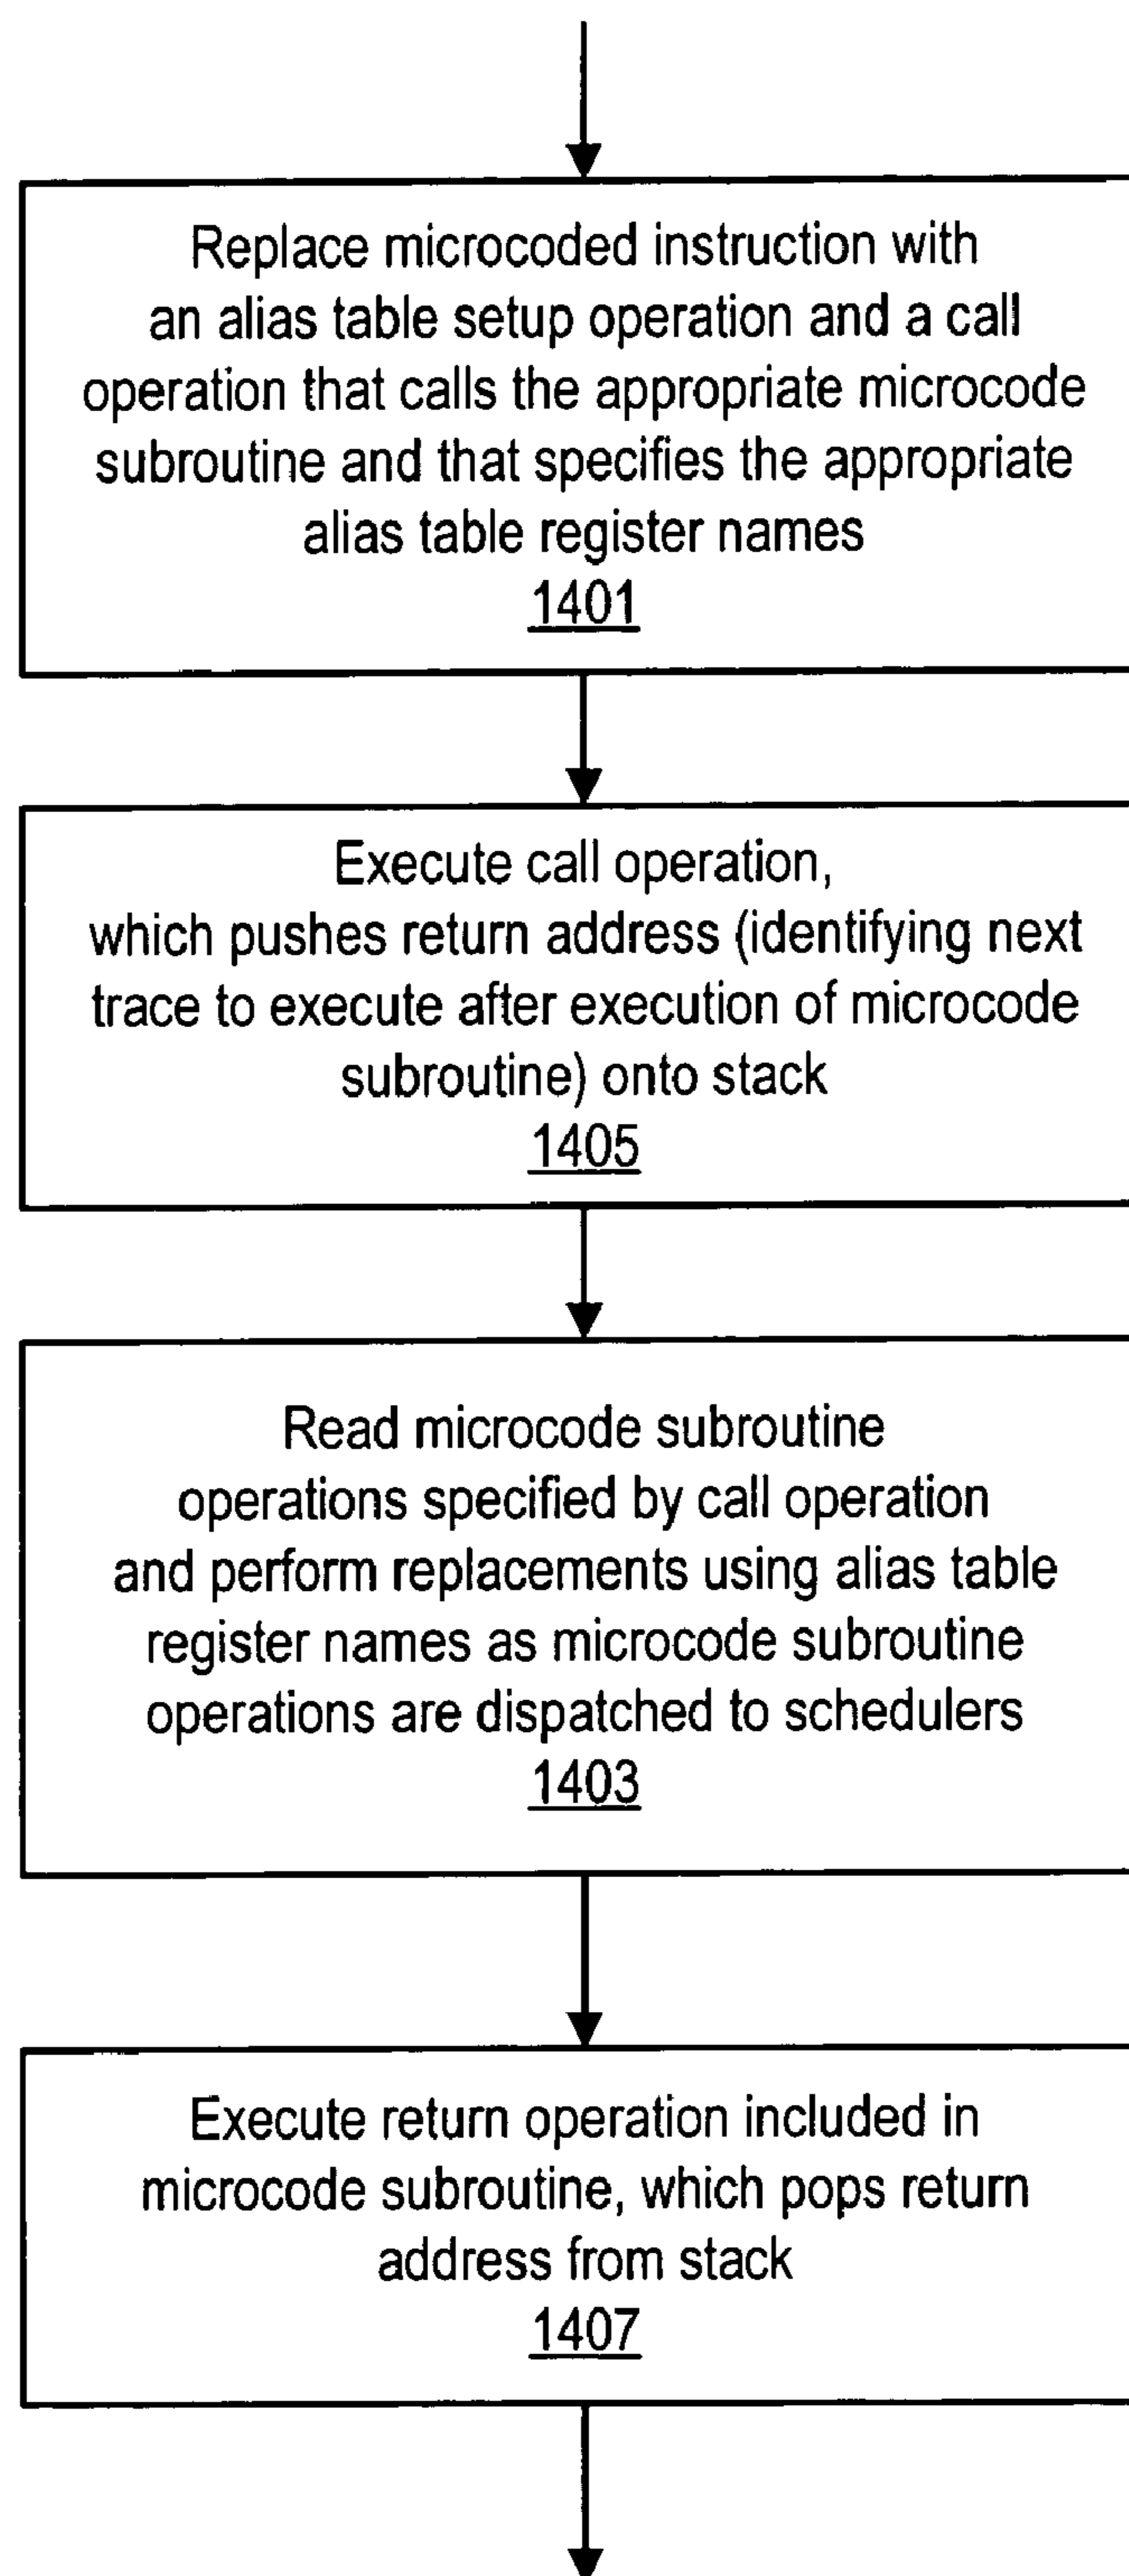 Replace microcoded instruction with
an alias table setup operation and a call
operation that calls the appropriate microcode
subroutine and that specifies the appropriate
alias table register names
1401
Execute call operation,
which pushes return address (identifying next
trace to execute after execution of microcode
subroutine) onto stack
1405
Read microcode subroutine
operations specified by call operation
and perform replacements using alias table
register names as microcode subroutine
operations are dispatched to schedulers
1403
Execute return operation included in
microcode subroutine, which pops return
address from stack
1407